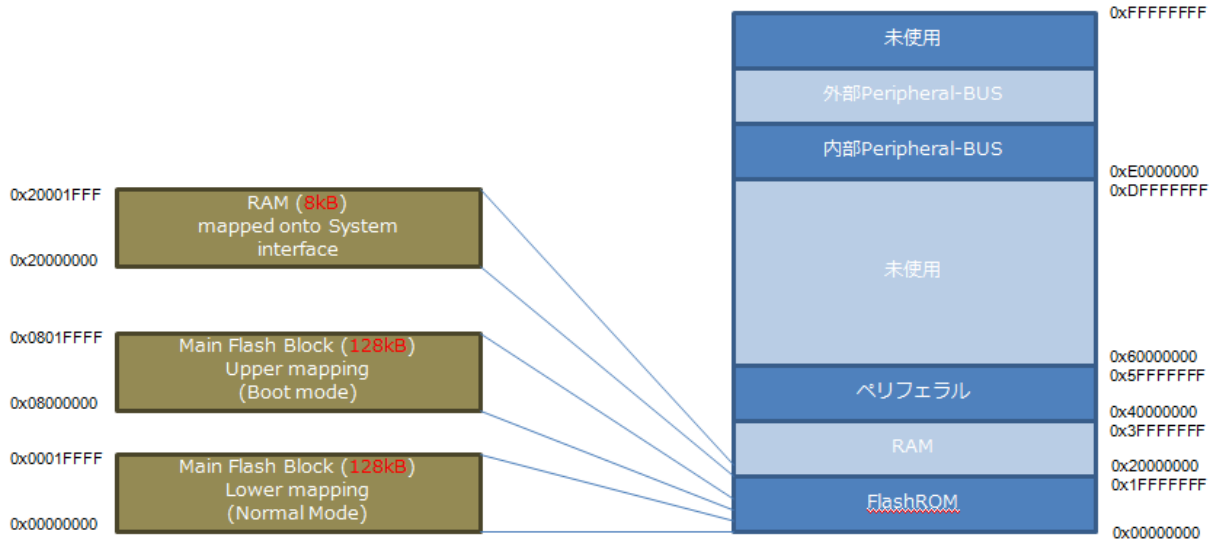 0x20001FFF
RAM (8kB)
mapped onto System
interface
0x20000000
0x0801FFFF
Main Flash Block (128kB)
Upper mapping
(Boot mode)
0x08000000
0x0001FFFF
Main Flash Block (128kB)
Lower mapping
(Normal Mode)
0x00000000
0xFFFFFFFF
未使用
外部Peripheral-BUS
内部Peripheral-BUS
0xE0000000
0xDFFFFFFF
未使用
0x60000000
0x5FFFFFFF
ペリフェラル
0x40000000
0x3FFFFFFF
RAM
0x20000000
0x1FFFFFFF
FlashROM
0x00000000